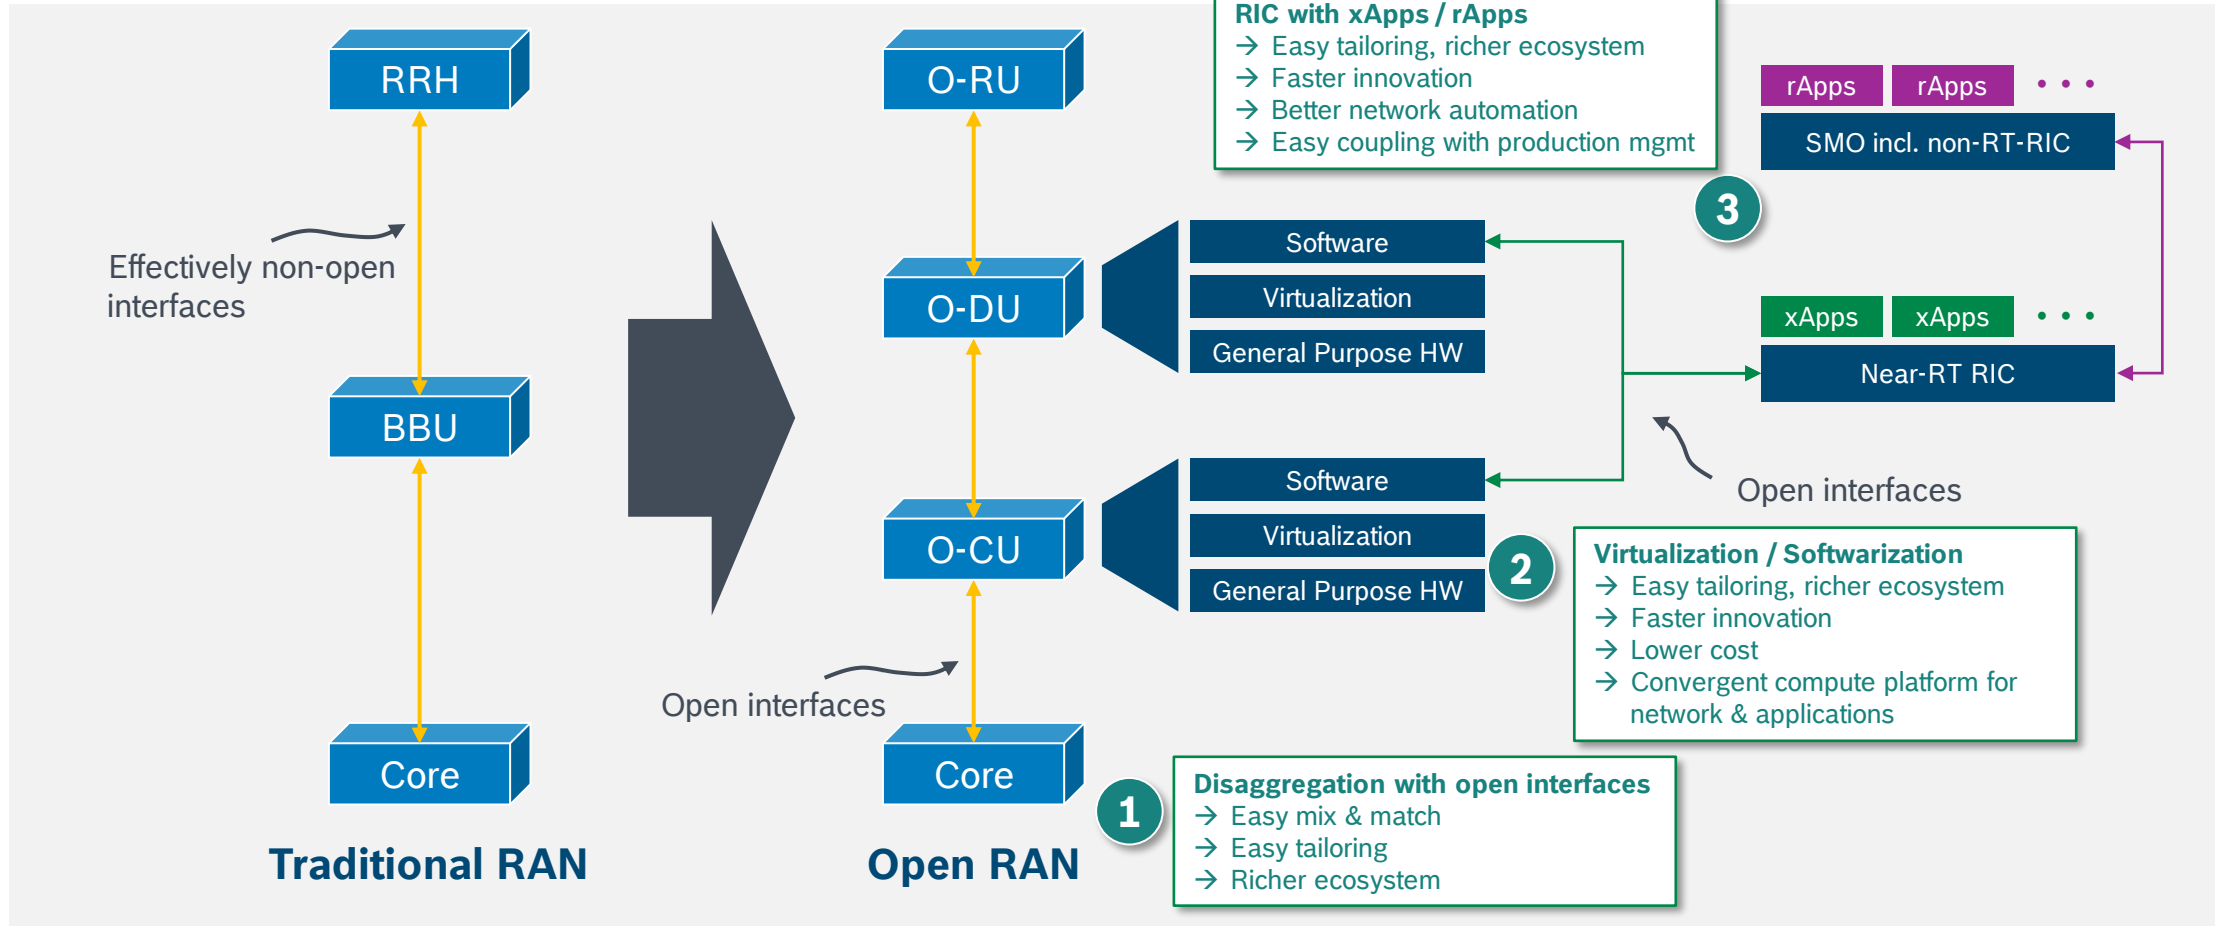 RRH
Effectively non-open
interfaces
BBU
Core
Traditional RAN
O-RU
O-DU
O-CU
Open interfaces
Core
Open RAN
RIC with xApps / rApps
→ Easy tailoring, richer ecosystem
→ Faster innovation
→ Better network automation
→ Easy coupling with production mgmt
3
Software
Virtualization
General Purpose HW
Software
Virtualization
General Purpose HW
rApps rApps • • •
SMO incl. non-RT-RIC
xApps xApps • • •
Near-RT RIC
Open interfaces
2
Virtualization / Softwarization
→ Easy tailoring, richer ecosystem
→ Faster innovation
→ Lower cost
→ Convergent compute platform for
network & applications
1
Disaggregation with open interfaces
→ Easy mix & match
→ Easy tailoring
→ Richer ecosystem